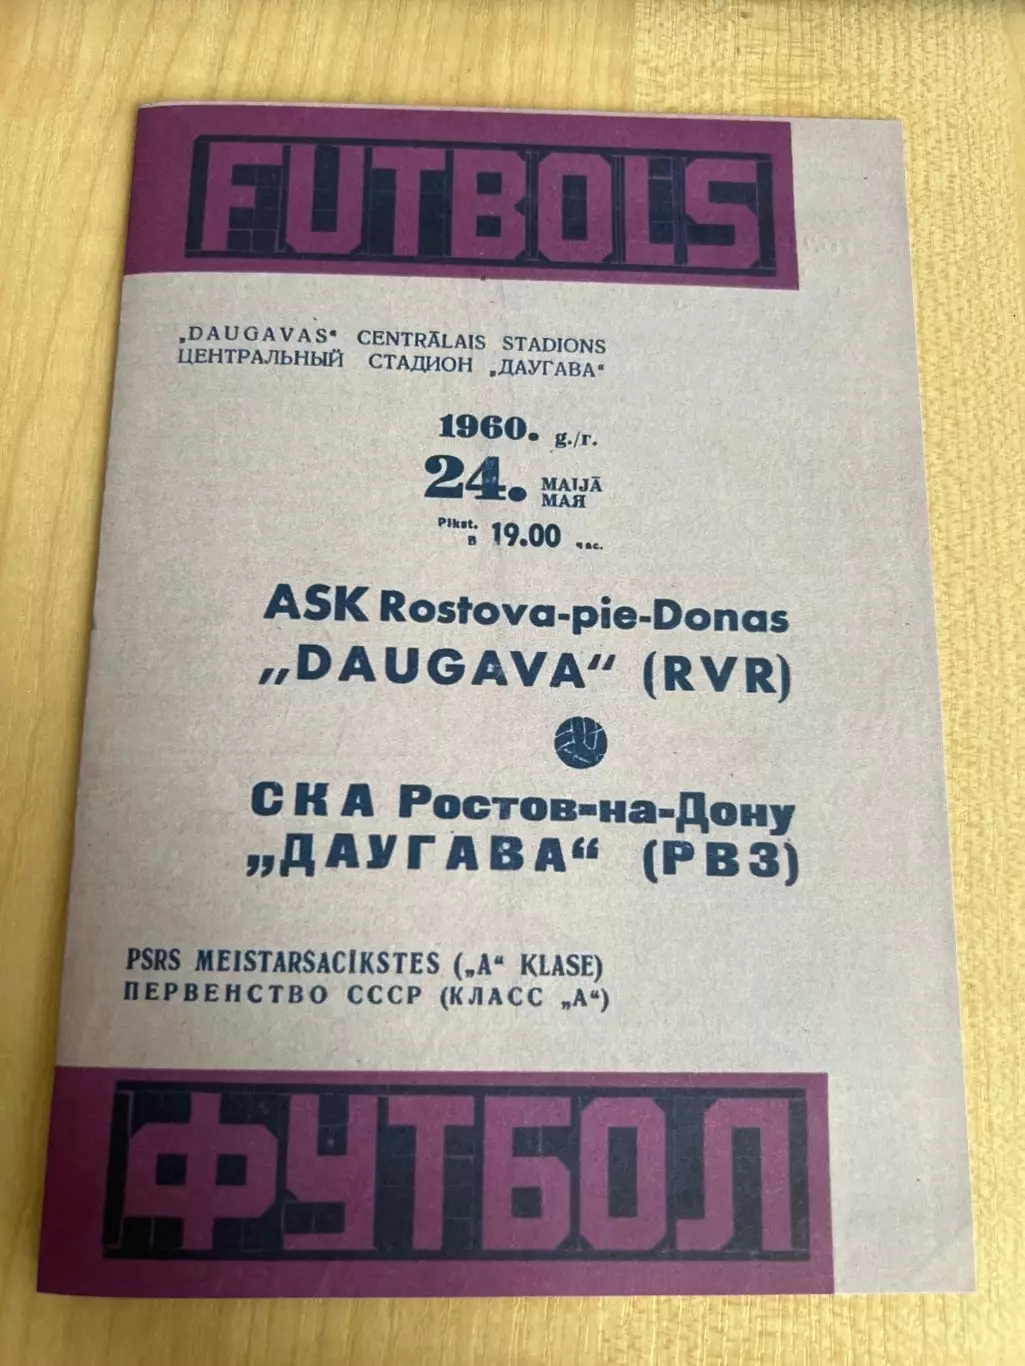 FUTBOLS
„DAUGAVAS“ CENTRĀLAIS STADIONS
ЦЕНТРАЛЬНЫЙ СТАДИОН „ДАУГАВА“
1960. g./г.
24. MAIJĀ
МАЯ
Plkst. в 19.00 час.
ASK Rostova-pie-Donas
„DAUGAVA“ (RVR)
СКА Ростов-на-Дону
„ДАУГАВА“ (РВЗ)
PSRS MEISTARSACĪKSTES („A“ KLASE)
ПЕРВЕНСТВО СССР (КЛАСС „А“)
ФУТБОЛ